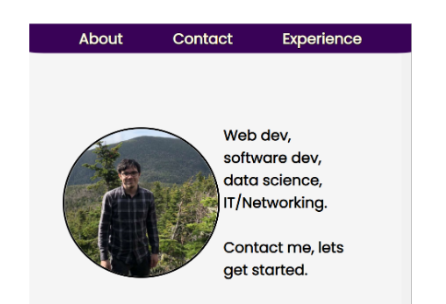 About Contact Experience
Web dev,
software dev,
data science,
IT/Networking.
Contact me, lets
get started.